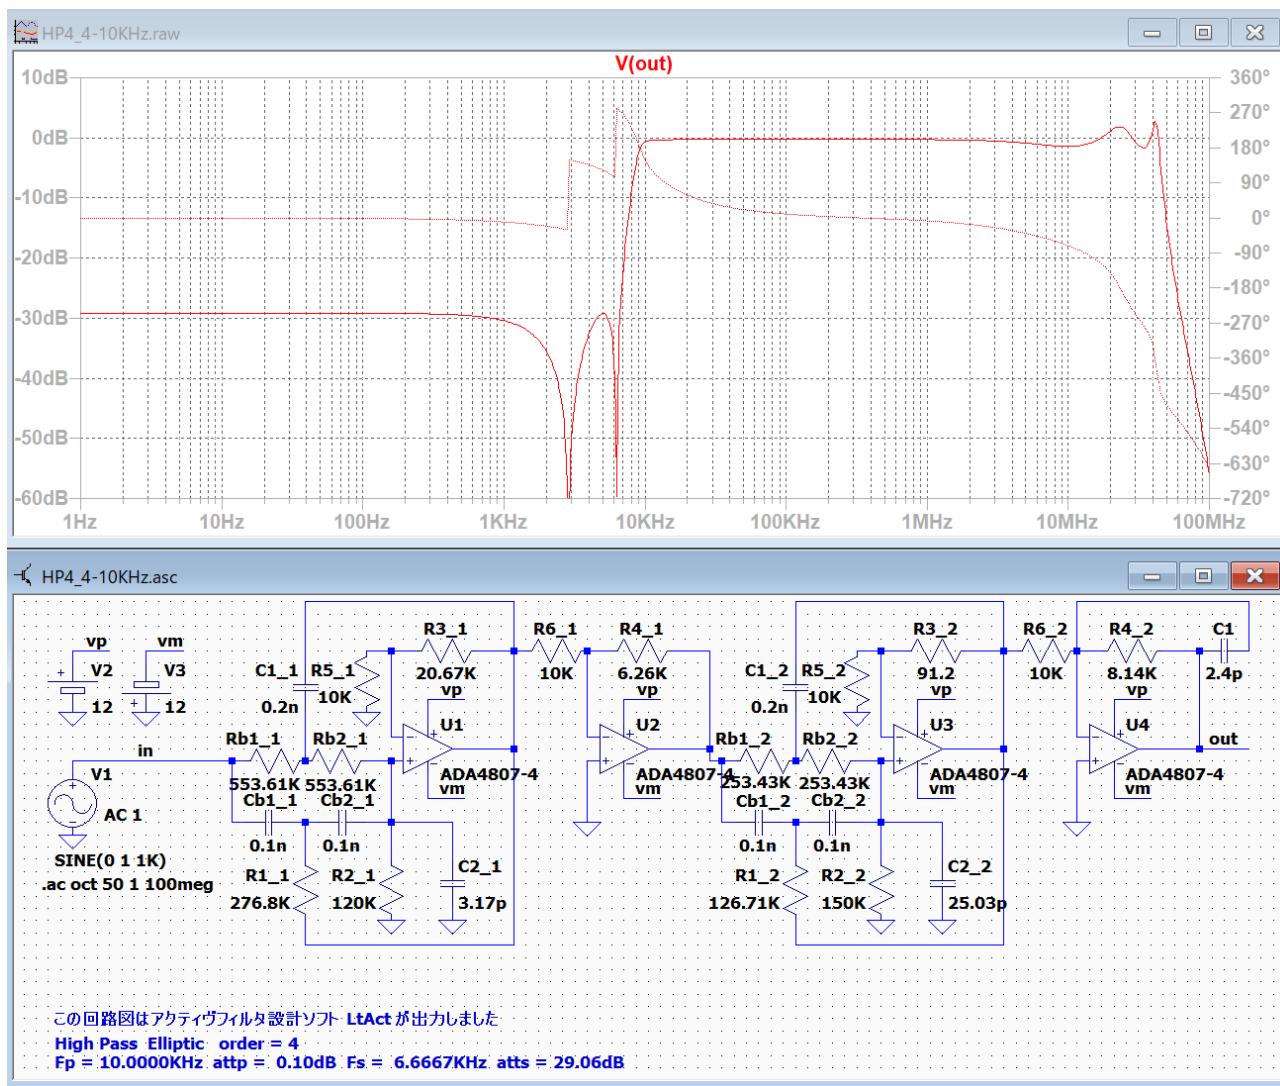 HP4_4-10KHz.raw
V(out)
10dB
0dB
-10dB
-20dB
-30dB
-40dB
-50dB
-60dB
360°
270°
180°
90°
0°
-90°
-180°
-270°
-360°
-450°
-540°
-630°
-720°
1Hz 10Hz 100Hz 1KHz 10KHz 100KHz 1MHz 10MHz 100MHz
HP4_4-10KHz.asc
vp vm
V2 V3
12 12
in
V1
AC 1
SINE(0 1 1K)
.ac oct 50 1 100meg
R3_1
20.67K
R6_1
10K
R4_1
6.26K
C1_1
0.2n
R5_1
10K
vp
U1
ADA4807-4
vm
Rb1_1
553.61K
Rb2_1
553.61K
Cb1_1
0.1n
Cb2_1
0.1n
R1_1
276.8K
R2_1
120K
C2_1
3.17p
vp
U2
ADA4807-4
vm
R3_2
91.2
R6_2
10K
R4_2
8.14K
C1
2.4p
C1_2
0.2n
R5_2
10K
vp
U3
ADA4807-4
vm
Rb1_2
253.43K
Rb2_2
253.43K
Cb1_2
0.1n
Cb2_2
0.1n
R1_2
126.71K
R2_2
150K
C2_2
25.03p
vp
U4
ADA4807-4
vm
out
この回路図はアクティヴフィルタ設計ソフト LtAct が出力しました
High Pass Elliptic order = 4
Fp = 10.0000KHz attp = 0.10dB Fs = 6.6667KHz atts = 29.06dB